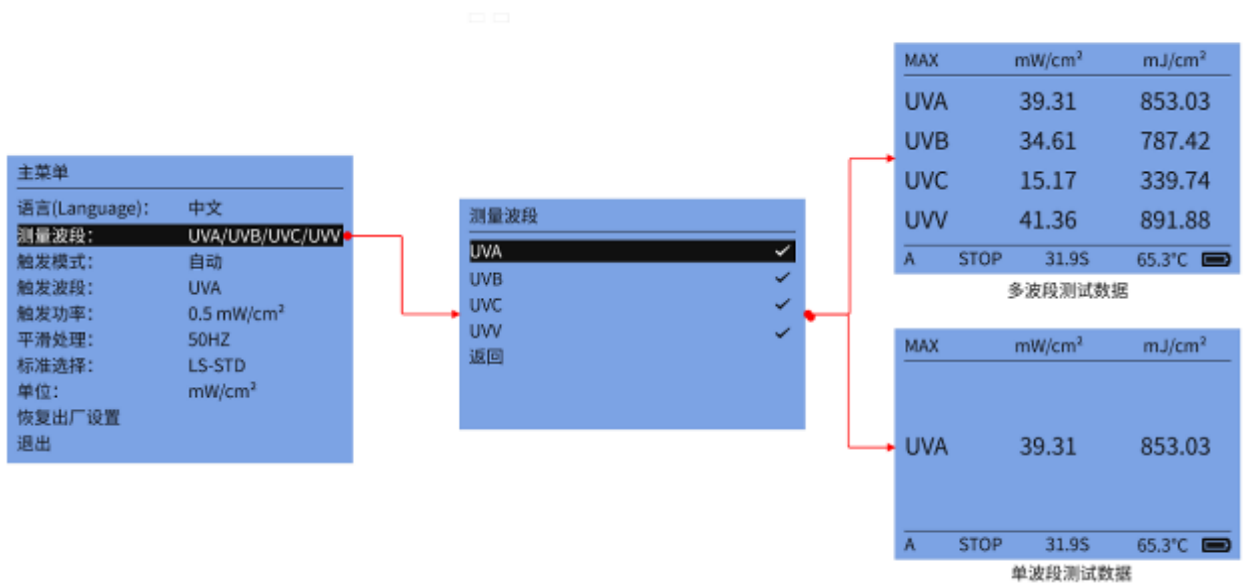 主菜单
语言(Language): 中文
测量波段: UVA/UVB/UVC/UVV
触发模式: 自动
触发波段: UVA
触发功率: 0.5 mW/cm²
平滑处理: 50HZ
标准选择: LS-STD
单位: mW/cm²
恢复出厂设置
退出
测量波段
UVA ✓
UVB ✓
UVC ✓
UVV ✓
返回
MAX mW/cm² mJ/cm²
UVA 39.31 853.03
UVB 34.61 787.42
UVC 15.17 339.74
UVV 41.36 891.88
A STOP 31.9S 65.3℃
多波段测试数据
MAX mW/cm² mJ/cm²
UVA 39.31 853.03
A STOP 31.9S 65.3℃
单波段测试数据